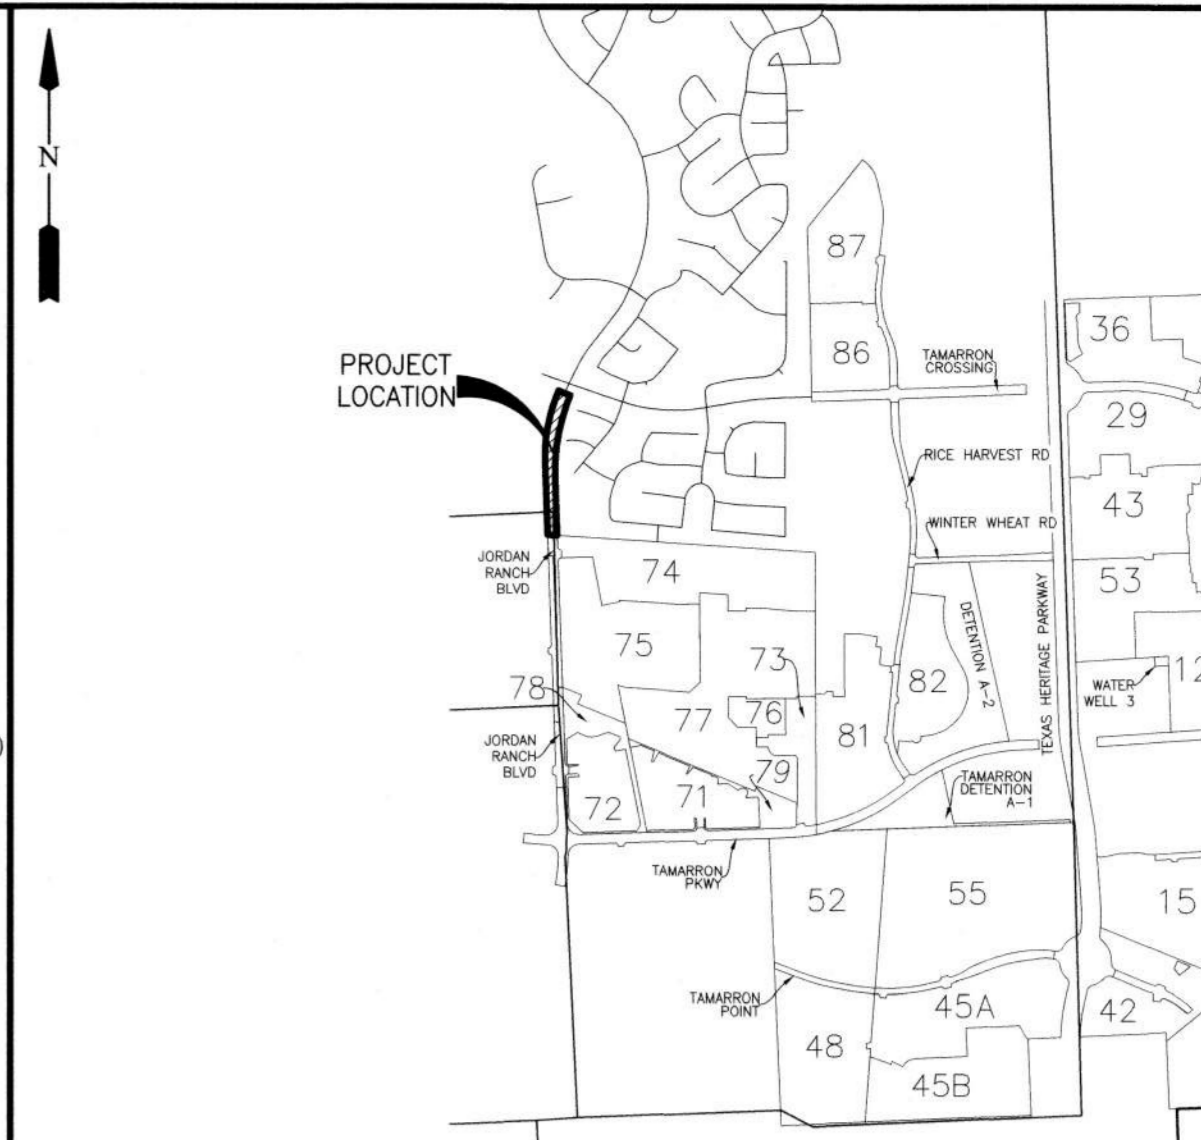 N
87
36
86
TAMARRON
CROSSING
PROJECT
LOCATION
29
RICE HARVEST RD
43
WINTER WHEAT RD
JORDAN
RANCH
BLVD
74
53
DETENTION A-2
TEXAS HERITAGE PARKWAY
75
73
82
WATER
WELL 3
12
78
77
76
81
JORDAN
RANCH
BLVD
79
71
72
TAMARRON
DETENTION
A-1
TAMARRON
PKWY
52
55
15
TAMARRON
POINT
45A
42
48
45B